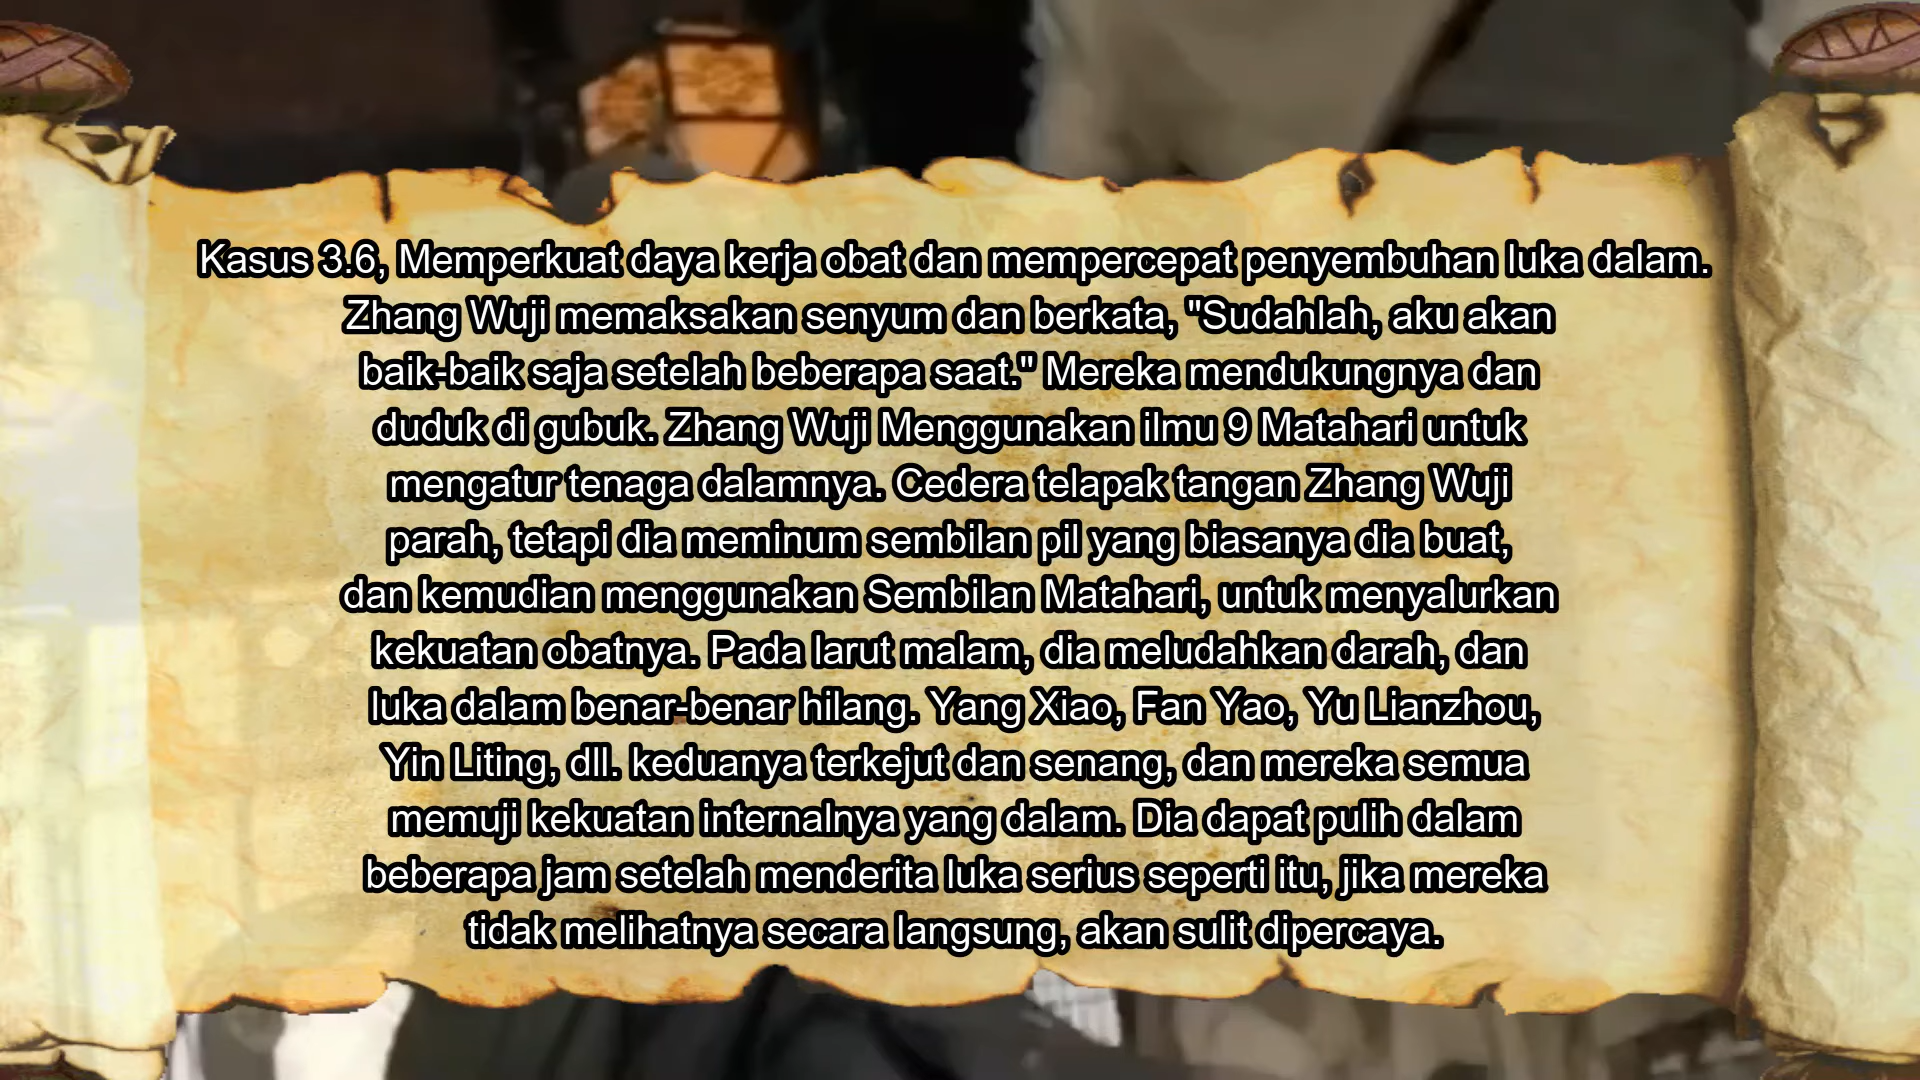 Kasus 3.6, Memperkuat daya kerja obat dan mempercepat penyembuhan luka dalam.
Zhang Wuji memaksakan senyum dan berkata, "Sudahlah, aku akan
baik-baik saja setelah beberapa saat." Mereka mendukungnya dan
duduk di gubuk. Zhang Wuji Menggunakan ilmu 9 Matahari untuk
mengatur tenaga dalamnya. Cedera telapak tangan Zhang Wuji
parah, tetapi dia meminum sembilan pil yang biasanya dia buat,
dan kemudian menggunakan Sembilan Matahari, untuk menyalurkan
kekuatan obatnya. Pada larut malam, dia meludahkan darah, dan
luka dalam benar-benar hilang. Yang Xiao, Fan Yao, Yu Lianzhou,
Yin Liting, dll. keduanya terkejut dan senang, dan mereka semua
memuji kekuatan internalnya yang dalam. Dia dapat pulih dalam
beberapa jam setelah menderita luka serius seperti itu, jika mereka
tidak melihatnya secara langsung, akan sulit dipercaya.